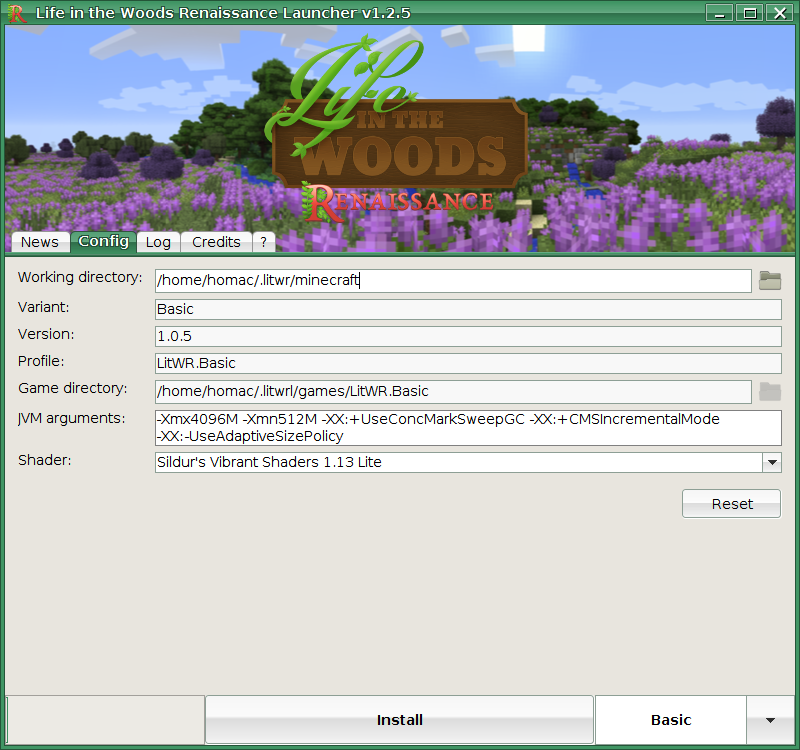 Life in the Woods Renaissance Launcher v1.2.5
Life
IN THE
WOODS
RENAISSANCE
News Config Log Credits ?
Working directory: /home/homac/.litwr/minecraft
Variant: Basic
Version: 1.0.5
Profile: LitWR.Basic
Game directory: /home/homac/.litwrl/games/LitWR.Basic
JVM arguments: -Xmx4096M -Xmn512M -XX:+UseConcMarkSweepGC -XX:+CMSIncrementalMode
-XX:-UseAdaptiveSizePolicy
Shader: Sildur's Vibrant Shaders 1.13 Lite
Reset
Install Basic